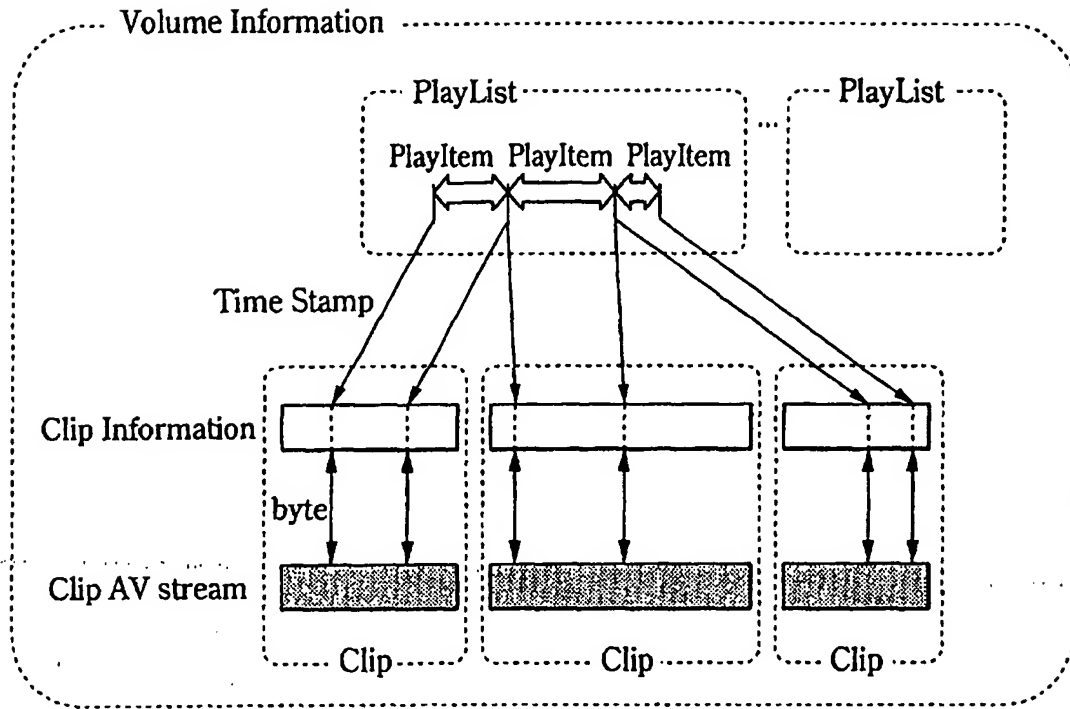 Volume Information
PlayList
PlayList
...
PlayItem PlayItem PlayItem
Time Stamp
Clip Information
byte
Clip AV stream
Clip
Clip
Clip